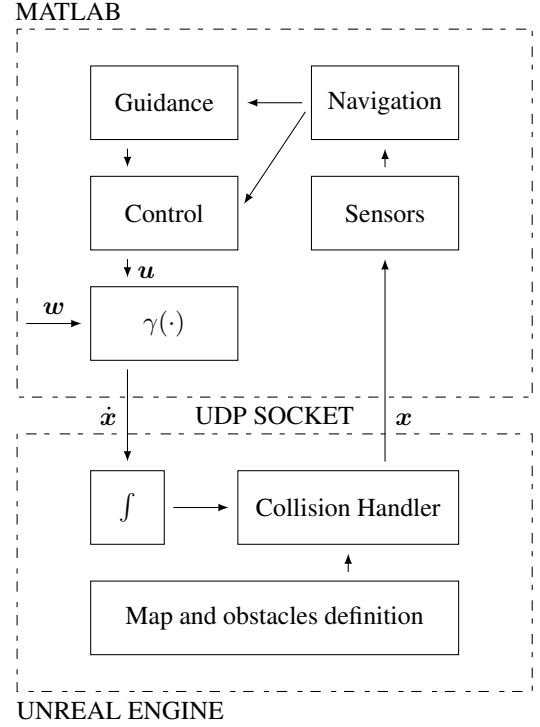 MATLAB
Guidance
Navigation
Control
Sensors
u
w
γ(·)
ẋ
UDP SOCKET
x
∫
Collision Handler
Map and obstacles definition
UNREAL ENGINE